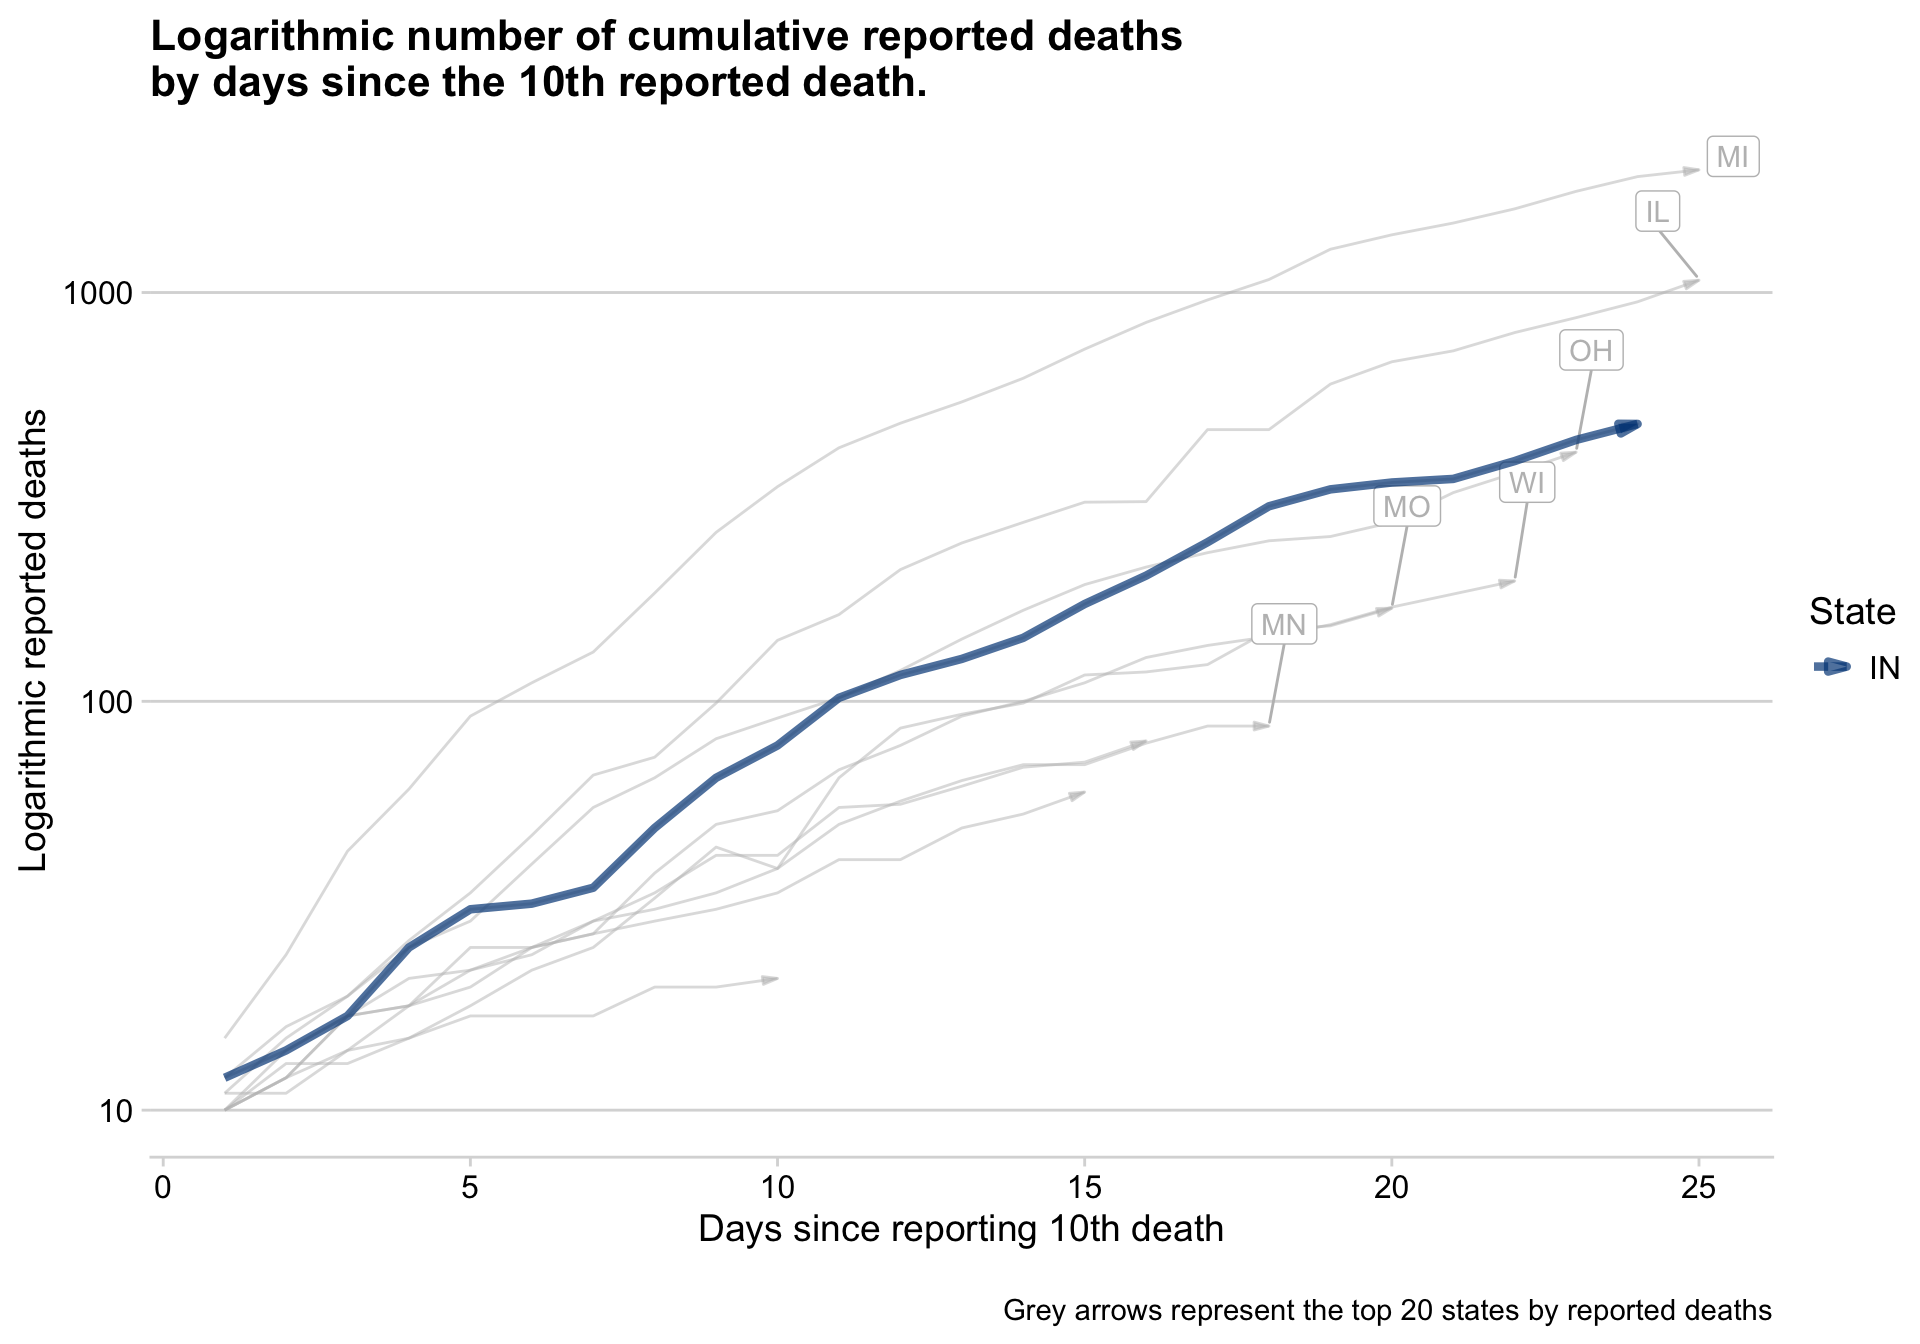 Logarithmic number of cumulative reported deaths
by days since the 10th reported death.
MI
IL
1000
OH
WI
MO
MN
100
10
Logarithmic reported deaths
State
IN
0 5 10 15 20 25
Days since reporting 10th death
Grey arrows represent the top 20 states by reported deaths